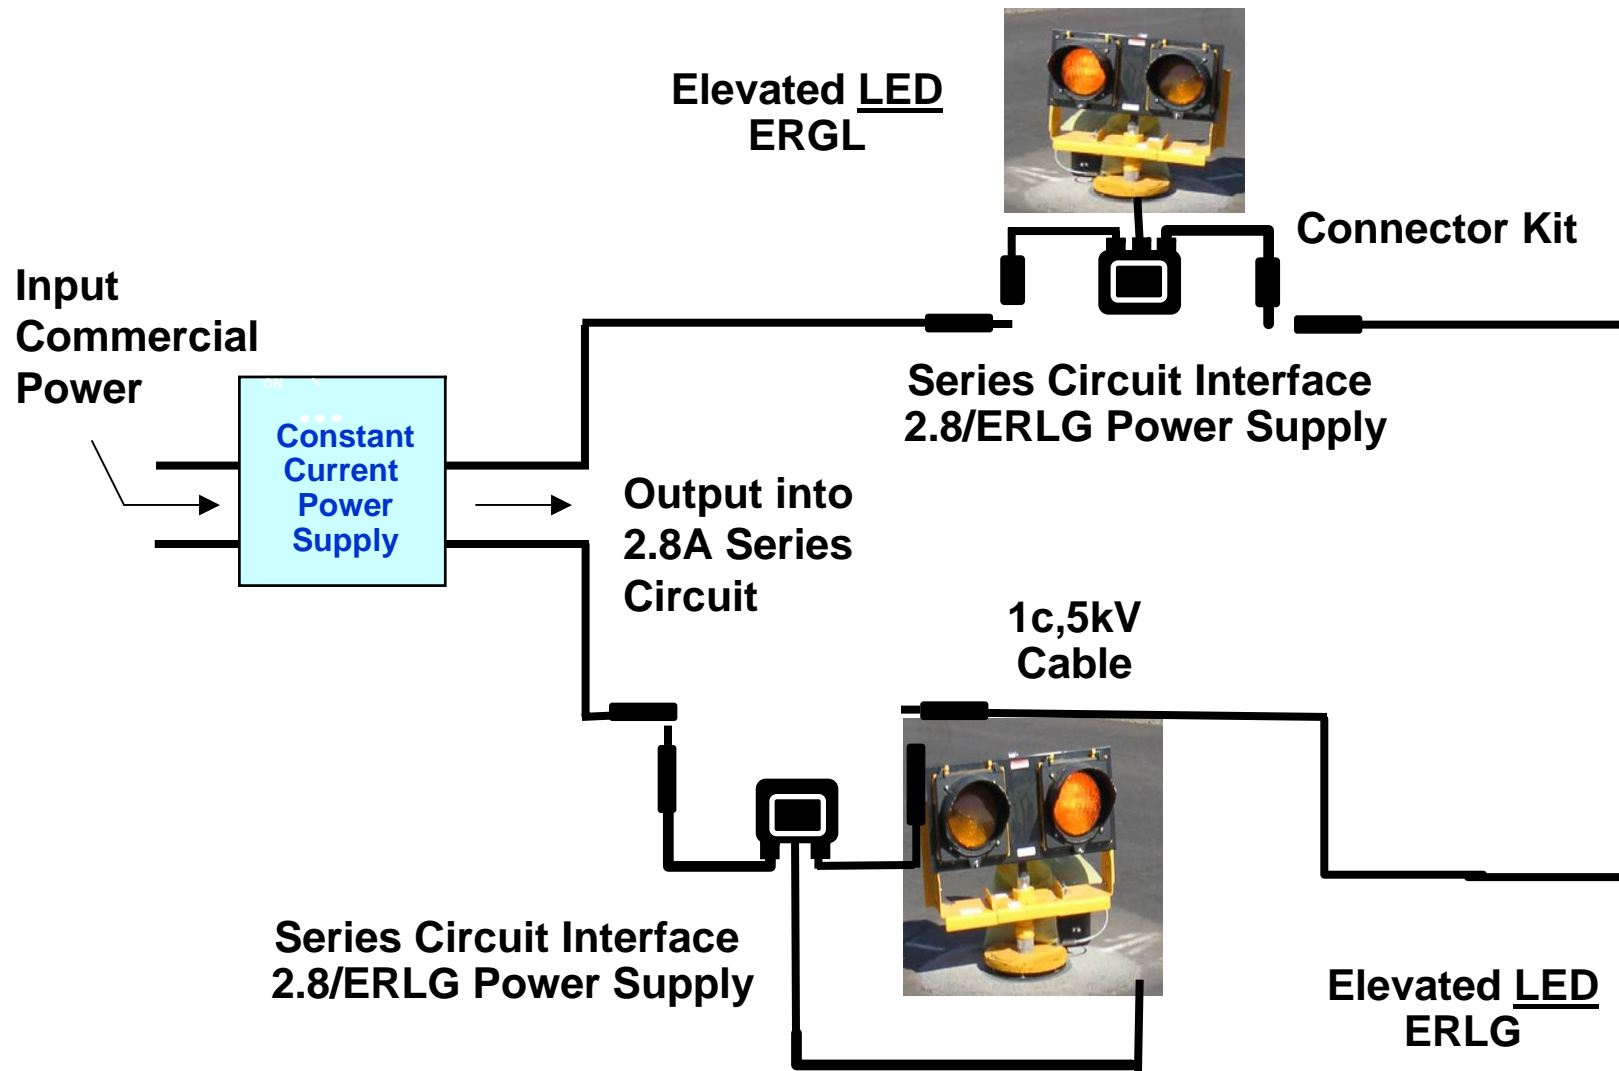 Elevated LED
ERGL
Connector Kit
Input
Commercial
Power
ON
Constant
Current
Power
Supply
Series Circuit Interface
2.8/ERLG Power Supply
Output into
2.8A Series
Circuit
1c,5kV
Cable
Series Circuit Interface
2.8/ERLG Power Supply
Elevated LED
ERLG